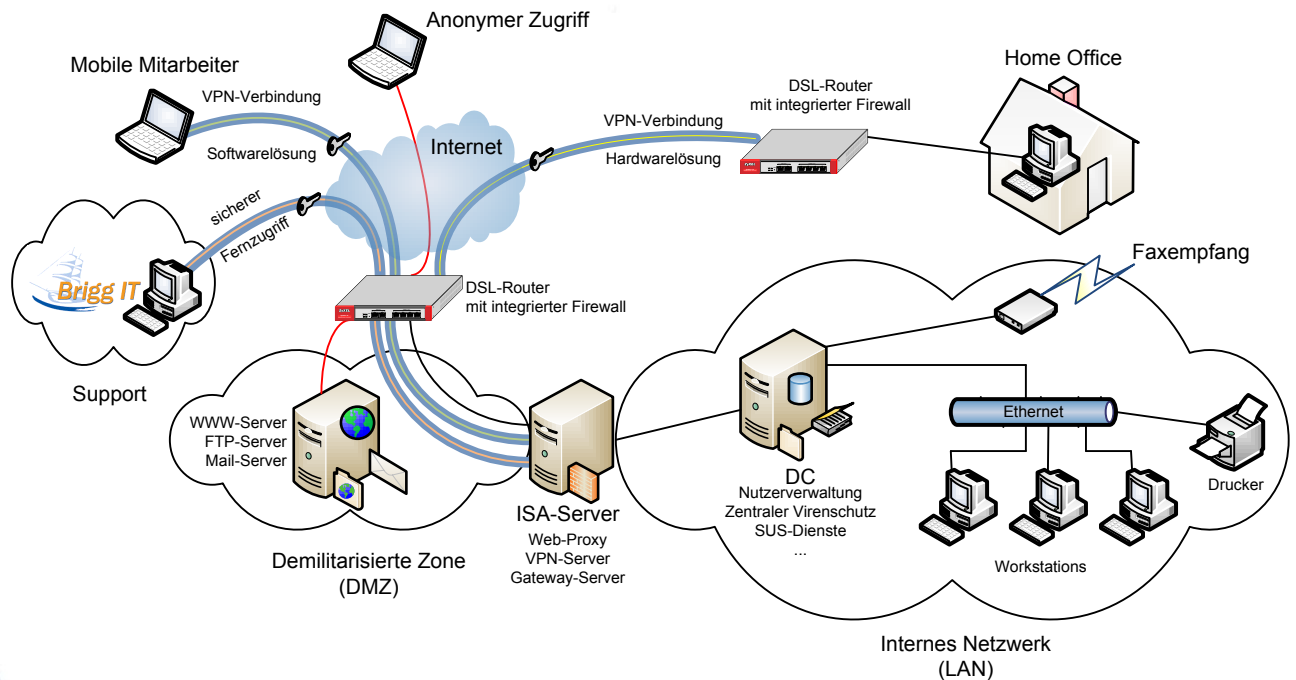 Anonymer Zugriff
Mobile Mitarbeiter
VPN-Verbindung
Softwarelösung
Internet
VPN-Verbindung
Hardwarelösung
DSL-Router
mit integrierter Firewall
Home Office
sicherer
Fernzugriff
Brigg IT
Support
DSL-Router
mit integrierter Firewall
Faxempfang
WWW-Server
FTP-Server
Mail-Server
Demilitarisierte Zone
(DMZ)
ISA-Server
Web-Proxy
VPN-Server
Gateway-Server
DC
Nutzerverwaltung
Zentraler Virenschutz
SUS-Dienste
...
Ethernet
Drucker
Workstations
Internes Netzwerk
(LAN)